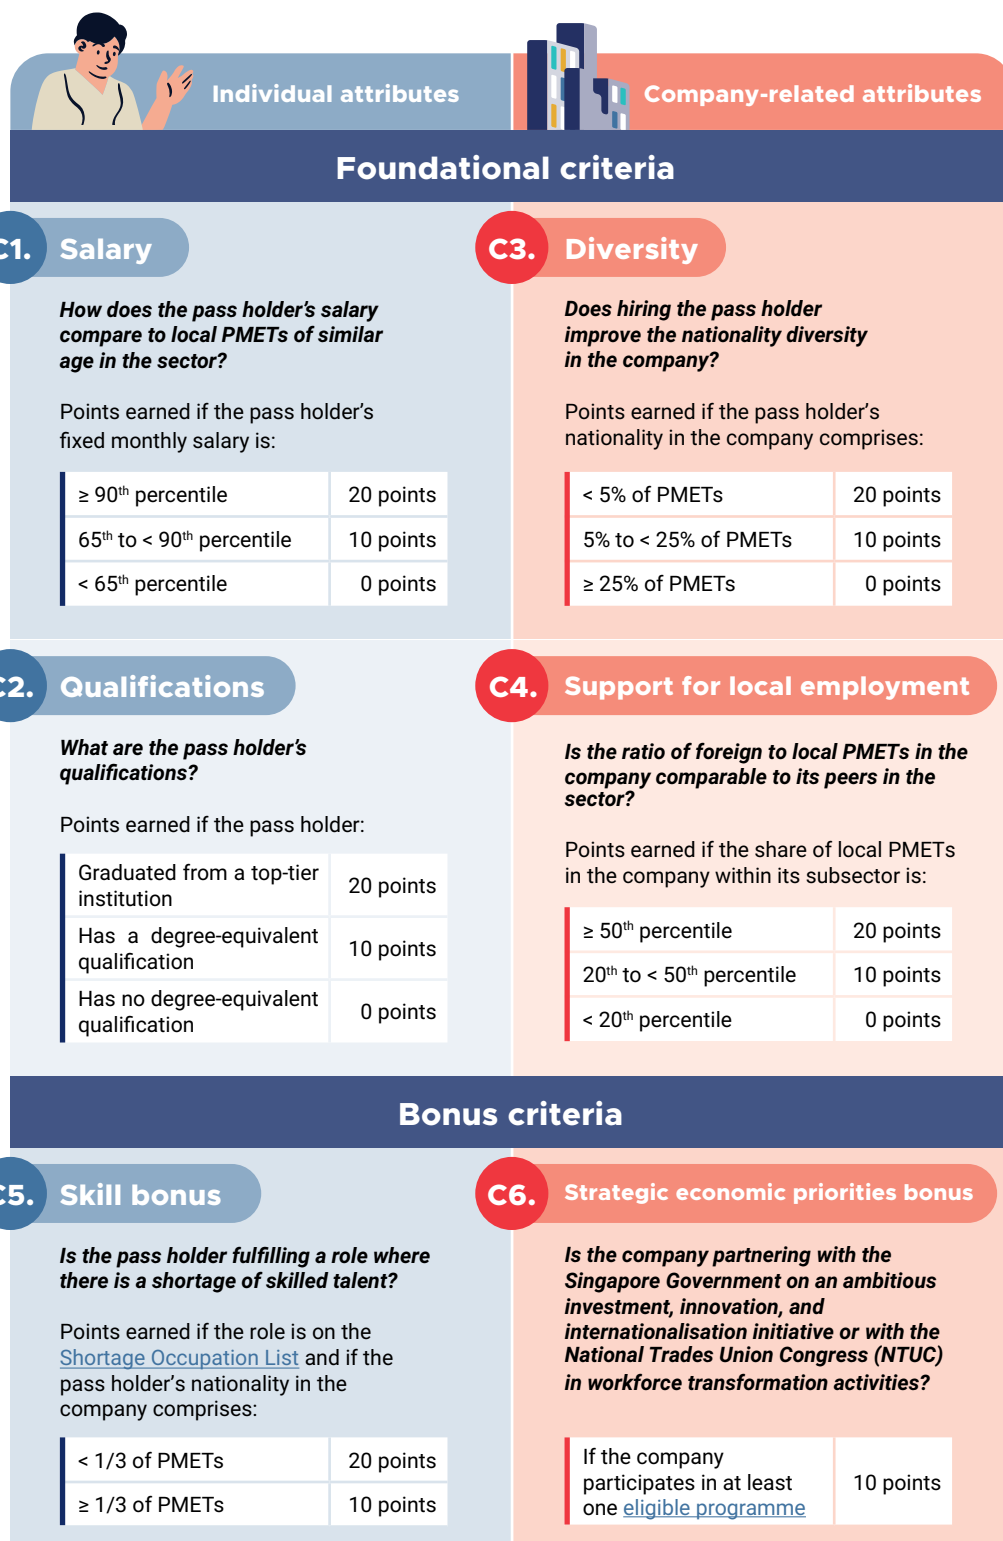 Individual attributes
Company-related attributes
Foundational criteria
C1. Salary
How does the pass holder's salary
compare to local PMETs of similar
age in the sector?
Points earned if the pass holder's
fixed monthly salary is:
≥ 90th percentile 20 points
65th to < 90th percentile 10 points
< 65th percentile 0 points
C3. Diversity
Does hiring the pass holder
improve the nationality diversity
in the company?
Points earned if the pass holder's
nationality in the company comprises:
< 5% of PMETs 20 points
5% to < 25% of PMETs 10 points
≥ 25% of PMETs 0 points
C2. Qualifications
What are the pass holder's
qualifications?
Points earned if the pass holder:
Graduated from a top-tier
institution
20 points
Has a degree-equivalent
qualification
10 points
Has no degree-equivalent
qualification
0 points
C4. Support for local employment
Is the ratio of foreign to local PMETs in the
company comparable to its peers in the
sector?
Points earned if the share of local PMETs
in the company within its subsector is:
≥ 50th percentile 20 points
20th to < 50th percentile 10 points
< 20th percentile 0 points
Bonus criteria
C5. Skill bonus
Is the pass holder fulfilling a role where
there is a shortage of skilled talent?
Points earned if the role is on the
Shortage Occupation List and if the
pass holder's nationality in the
company comprises:
< 1/3 of PMETs 20 points
≥ 1/3 of PMETs 10 points
C6. Strategic economic priorities bonus
Is the company partnering with the
Singapore Government on an ambitious
investment, innovation, and
internationalisation initiative or with the
National Trades Union Congress (NTUC)
in workforce transformation activities?
If the company
participates in at least
one eligible programme
10 points